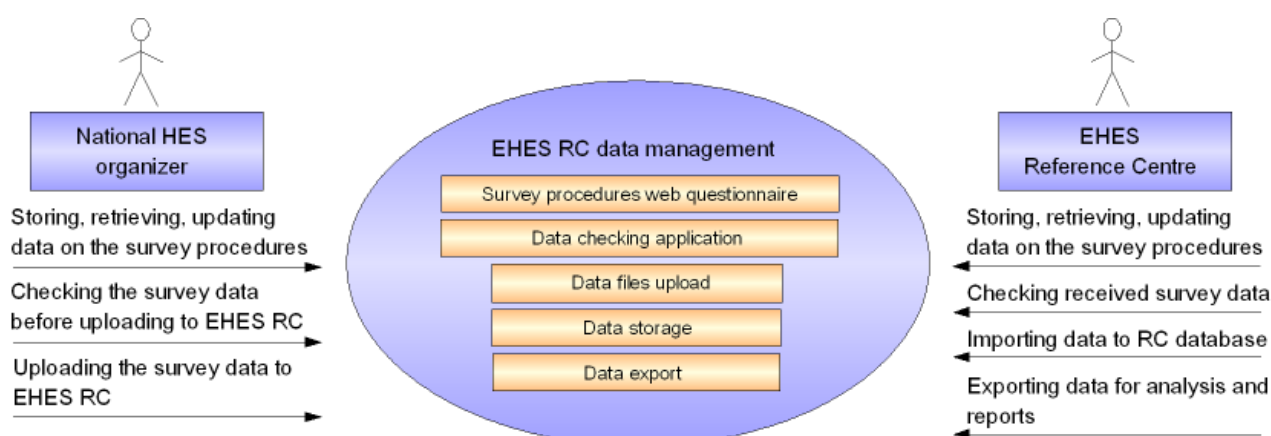 National HES
organizer
Storing, retrieving, updating
data on the survey procedures
Checking the survey data
before uploading to EHES RC
Uploading the survey data to
EHES RC
EHES RC data management
Survey procedures web questionnaire
Data checking application
Data files upload
Data storage
Data export
EHES
Reference Centre
Storing, retrieving, updating
data on the survey procedures
Checking received survey data
Importing data to RC database
Exporting data for analysis and
reports